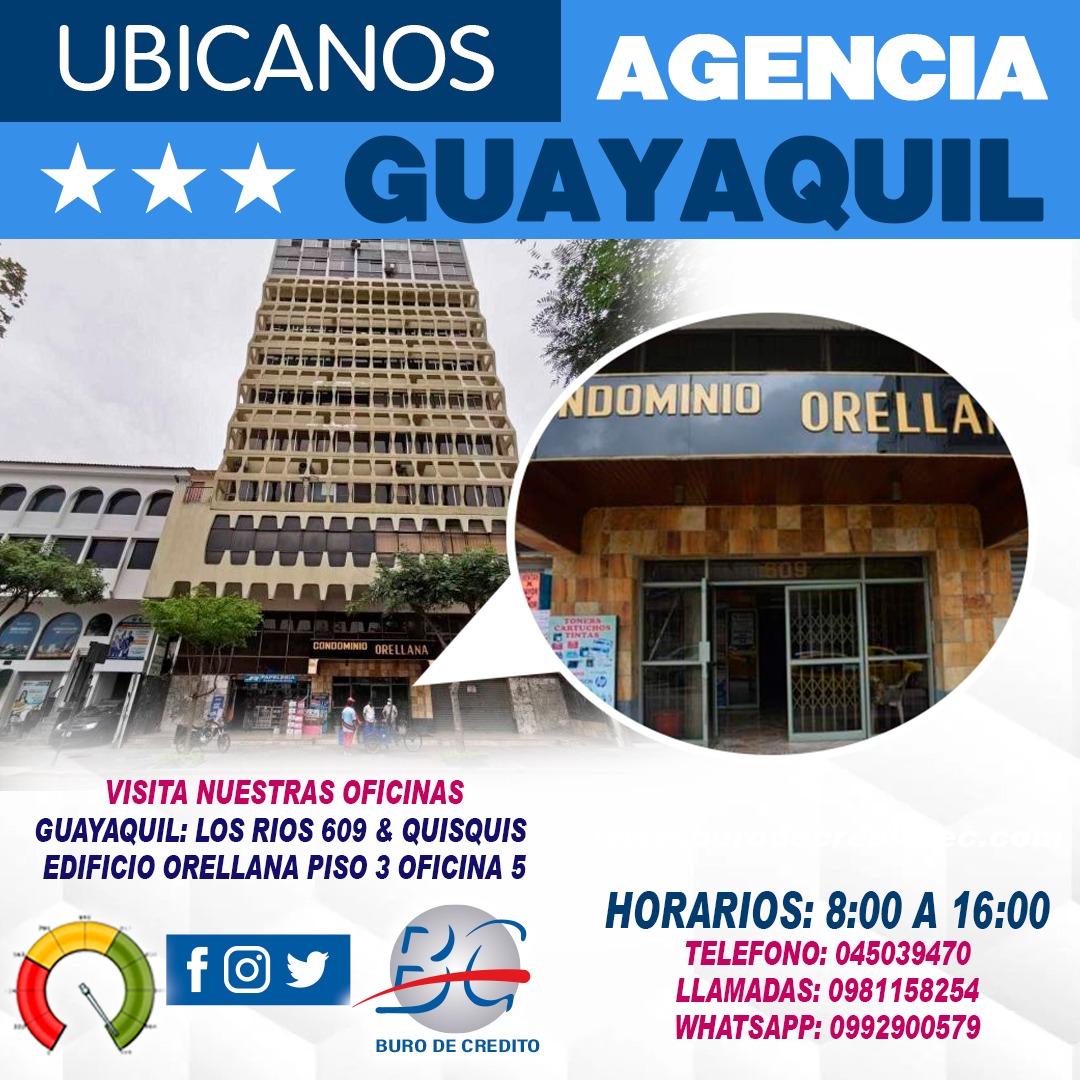 UBICANOS
AGENCIA
GUAYAQUIL
NDOMINIO ORELLA
609
TONERS
CARTUCHOS
TINTAS
CONDOMINIO ORELLANA
PAPELERIA
VISITA NUESTRAS OFICINAS
GUAYAQUIL: LOS RIOS 609 & QUISQUIS
EDIFICIO ORELLANA PISO 3 OFICINA 5
HORARIOS: 8:00 A 16:00
TELEFONO: 045039470
LLAMADAS: 0981158254
WHATSAPP: 0992900579
BC
BURO DE CREDITO